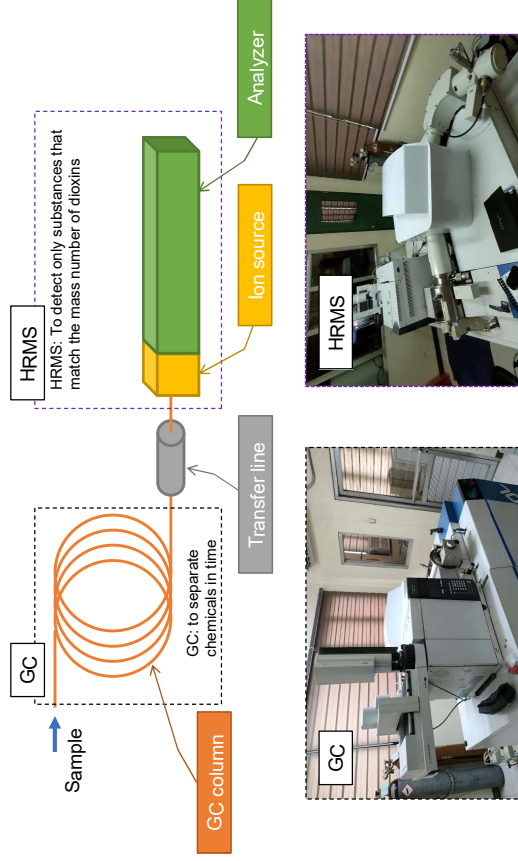 GC
HRMS
HRMS: To detect only substances that
match the mass number of dioxins
Sample
GC: to separate
chemicals in time
GC column
Transfer line
Ion source
Analyzer
GC
HRMS